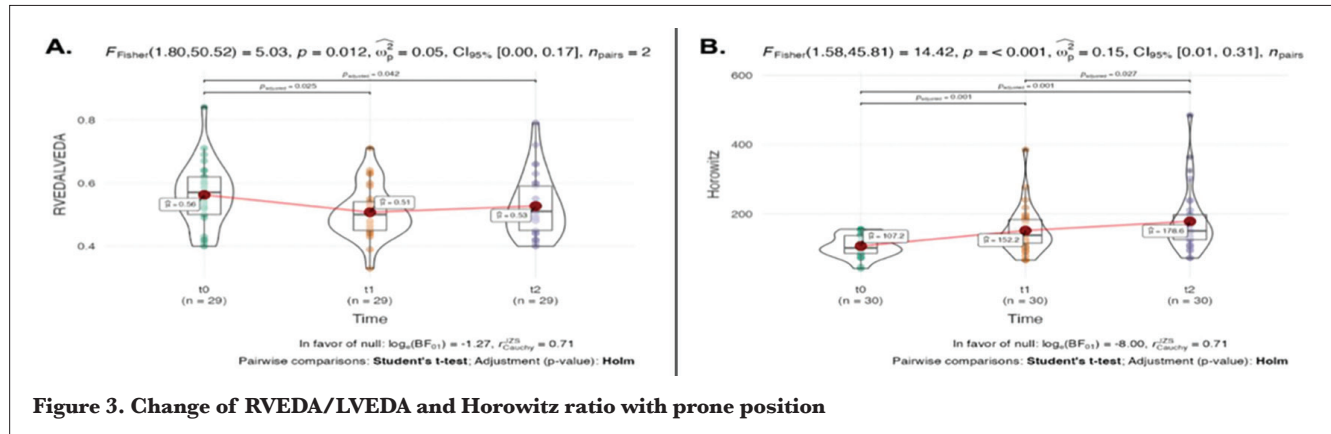 A.
F_Fisher(1.80,50.52) = 5.03, p = 0.012, ω̂²_p = 0.05, CI_95% [0.00, 0.17], n_pairs = 2
p_adjusted = 0.042
p_adjusted = 0.025
RVEDALVEDA
0.8
0.6
0.4
μ̂ = 0.56
μ̂ = 0.51
μ̂ = 0.53
t0
(n = 29)
t1
(n = 29)
t2
(n = 29)
Time
In favor of null: log_e(BF_01) = -1.27, r^JZS_Cauchy = 0.71
Pairwise comparisons: Student's t-test; Adjustment (p-value): Holm
B.
F_Fisher(1.58,45.81) = 14.42, p = < 0.001, ω̂²_p = 0.15, CI_95% [0.01, 0.31], n_pairs
p_adjusted = 0.027
p_adjusted = 0.001
p_adjusted = 0.001
Horowitz
600
400
200
μ̂ = 107.2
μ̂ = 152.2
μ̂ = 178.6
t0
(n = 30)
t1
(n = 30)
t2
(n = 30)
Time
In favor of null: log_e(BF_01) = -8.00, r^JZS_Cauchy = 0.71
Pairwise comparisons: Student's t-test; Adjustment (p-value): Holm
Figure 3. Change of RVEDA/LVEDA and Horowitz ratio with prone position